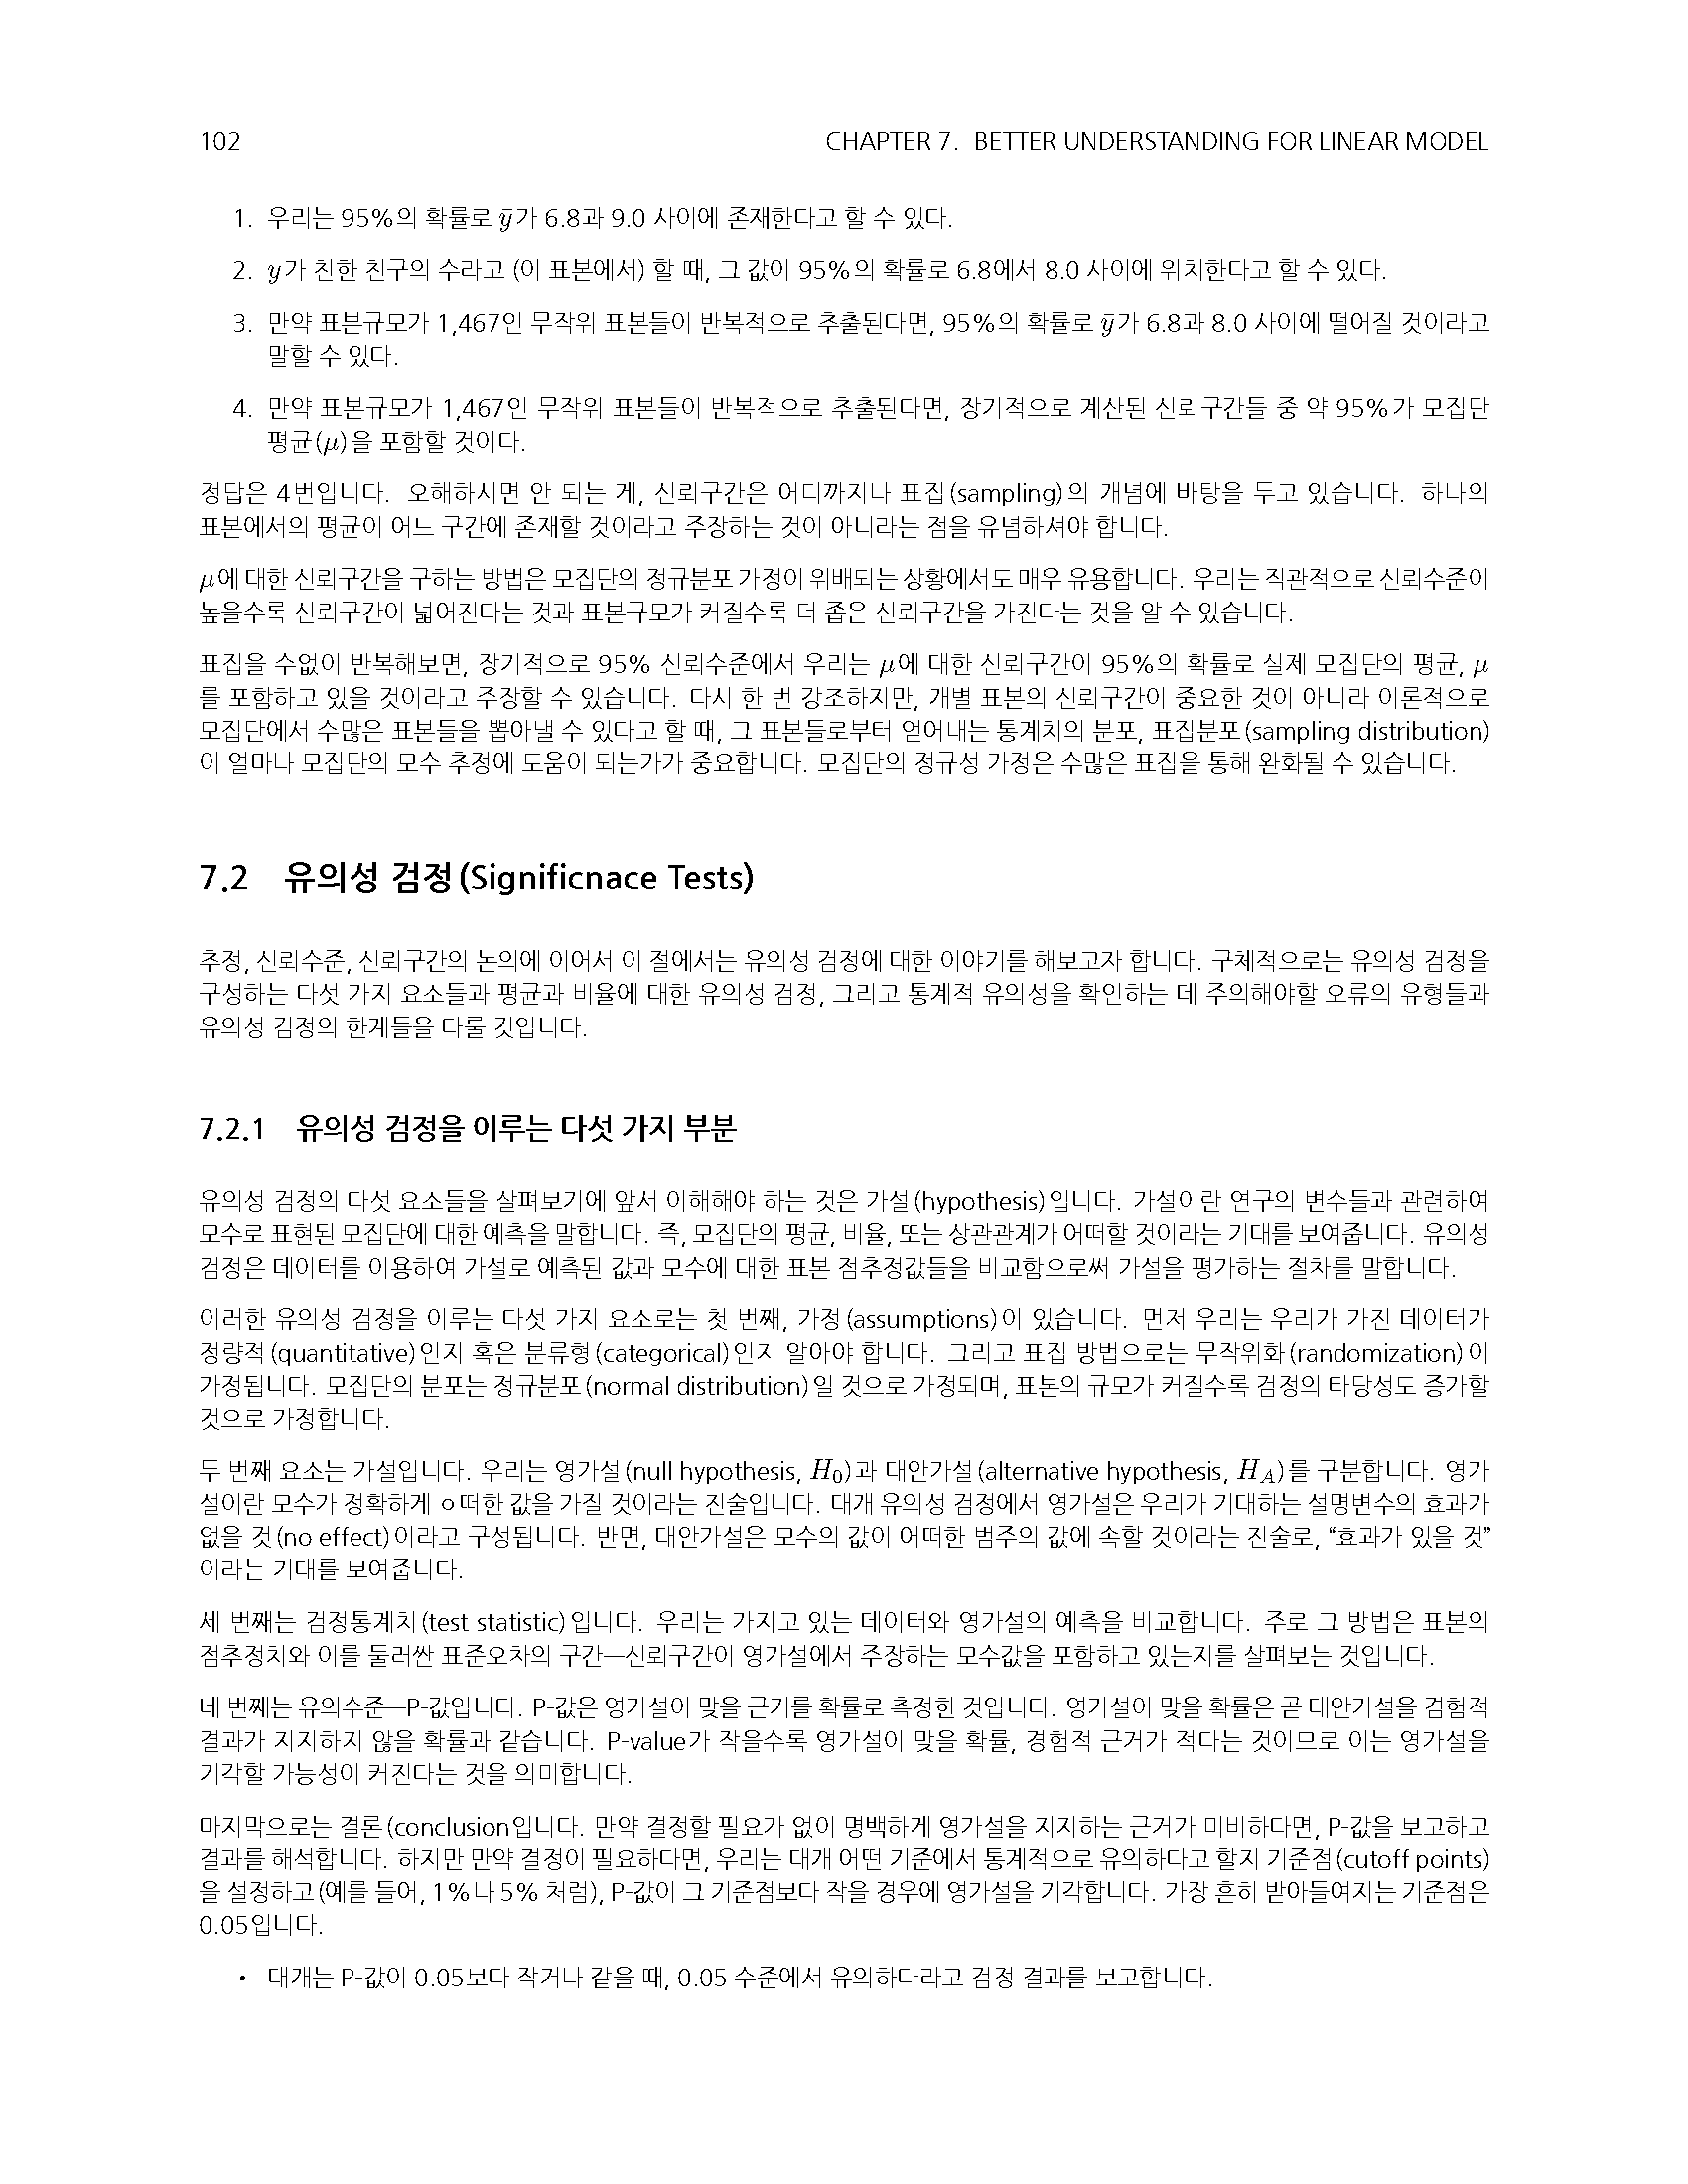 102 CHAPTER 7. BETTER UNDERSTANDING FOR LINEAR MODEL
1. 우리는 95%의 확률로 ȳ가 6.8과 9.0 사이에 존재한다고 할 수 있다.
2. y가 친한 친구의 수라고 (이 표본에서) 할 때, 그 값이 95%의 확률로 6.8에서 8.0 사이에 위치한다고 할 수 있다.
3. 만약 표본규모가 1,467인 무작위 표본들이 반복적으로 추출된다면, 95%의 확률로 ȳ가 6.8과 8.0 사이에 떨어질 것이라고
말할 수 있다.
4. 만약 표본규모가 1,467인 무작위 표본들이 반복적으로 추출된다면, 장기적으로 계산된 신뢰구간들 중 약 95%가 모집단
평균(μ)을 포함할 것이다.
정답은 4번입니다. 오해하시면 안 되는 게, 신뢰구간은 어디까지나 표집(sampling)의 개념에 바탕을 두고 있습니다. 하나의
표본에서의 평균이 어느 구간에 존재할 것이라고 주장하는 것이 아니라는 점을 유념하셔야 합니다.
μ에 대한 신뢰구간을 구하는 방법은 모집단의 정규분포 가정이 위배되는 상황에서도 매우 유용합니다. 우리는 직관적으로 신뢰수준이
높을수록 신뢰구간이 넓어진다는 것과 표본규모가 커질수록 더 좁은 신뢰구간을 가진다는 것을 알 수 있습니다.
표집을 수없이 반복해보면, 장기적으로 95% 신뢰수준에서 우리는 μ에 대한 신뢰구간이 95%의 확률로 실제 모집단의 평균, μ
를 포함하고 있을 것이라고 주장할 수 있습니다. 다시 한 번 강조하지만, 개별 표본의 신뢰구간이 중요한 것이 아니라 이론적으로
모집단에서 수많은 표본들을 뽑아낼 수 있다고 할 때, 그 표본들로부터 얻어내는 통계치의 분포, 표집분포(sampling distribution)
이 얼마나 모집단의 모수 추정에 도움이 되는가가 중요합니다. 모집단의 정규성 가정은 수많은 표집을 통해 완화될 수 있습니다.
7.2 유의성 검정(Significnace Tests)
추정, 신뢰수준, 신뢰구간의 논의에 이어서 이 절에서는 유의성 검정에 대한 이야기를 해보고자 합니다. 구체적으로는 유의성 검정을
구성하는 다섯 가지 요소들과 평균과 비율에 대한 유의성 검정, 그리고 통계적 유의성을 확인하는 데 주의해야할 오류의 유형들과
유의성 검정의 한계들을 다룰 것입니다.
7.2.1 유의성 검정을 이루는 다섯 가지 부분
유의성 검정의 다섯 요소들을 살펴보기에 앞서 이해해야 하는 것은 가설(hypothesis)입니다. 가설이란 연구의 변수들과 관련하여
모수로 표현된 모집단에 대한 예측을 말합니다. 즉, 모집단의 평균, 비율, 또는 상관관계가 어떠할 것이라는 기대를 보여줍니다. 유의성
검정은 데이터를 이용하여 가설로 예측된 값과 모수에 대한 표본 점추정값들을 비교함으로써 가설을 평가하는 절차를 말합니다.
이러한 유의성 검정을 이루는 다섯 가지 요소로는 첫 번째, 가정(assumptions)이 있습니다. 먼저 우리는 우리가 가진 데이터가
정량적(quantitative)인지 혹은 분류형(categorical)인지 알아야 합니다. 그리고 표집 방법으로는 무작위화(randomization)이
가정됩니다. 모집단의 분포는 정규분포(normal distribution)일 것으로 가정되며, 표본의 규모가 커질수록 검정의 타당성도 증가할
것으로 가정합니다.
두 번째 요소는 가설입니다. 우리는 영가설(null hypothesis, H₀)과 대안가설(alternative hypothesis, H_A)를 구분합니다. 영가
설이란 모수가 정확하게 ㅇ떠한 값을 가질 것이라는 진술입니다. 대개 유의성 검정에서 영가설은 우리가 기대하는 설명변수의 효과가
없을 것(no effect)이라고 구성됩니다. 반면, 대안가설은 모수의 값이 어떠한 범주의 값에 속할 것이라는 진술로, “효과가 있을 것”
이라는 기대를 보여줍니다.
세 번째는 검정통계치(test statistic)입니다. 우리는 가지고 있는 데이터와 영가설의 예측을 비교합니다. 주로 그 방법은 표본의
점추정치와 이를 둘러싼 표준오차의 구간—신뢰구간이 영가설에서 주장하는 모수값을 포함하고 있는지를 살펴보는 것입니다.
네 번째는 유의수준—P-값입니다. P-값은 영가설이 맞을 근거를 확률로 측정한 것입니다. 영가설이 맞을 확률은 곧 대안가설을 겸험적
결과가 지지하지 않을 확률과 같습니다. P-value가 작을수록 영가설이 맞을 확률, 경험적 근거가 적다는 것이므로 이는 영가설을
기각할 가능성이 커진다는 것을 의미합니다.
마지막으로는 결론(conclusion입니다. 만약 결정할 필요가 없이 명백하게 영가설을 지지하는 근거가 미비하다면, P-값을 보고하고
결과를 해석합니다. 하지만 만약 결정이 필요하다면, 우리는 대개 어떤 기준에서 통계적으로 유의하다고 할지 기준점(cutoff points)
을 설정하고(예를 들어, 1%나 5% 처럼), P-값이 그 기준점보다 작을 경우에 영가설을 기각합니다. 가장 흔히 받아들여지는 기준점은
0.05입니다.
• 대개는 P-값이 0.05보다 작거나 같을 때, 0.05 수준에서 유의하다라고 검정 결과를 보고합니다.